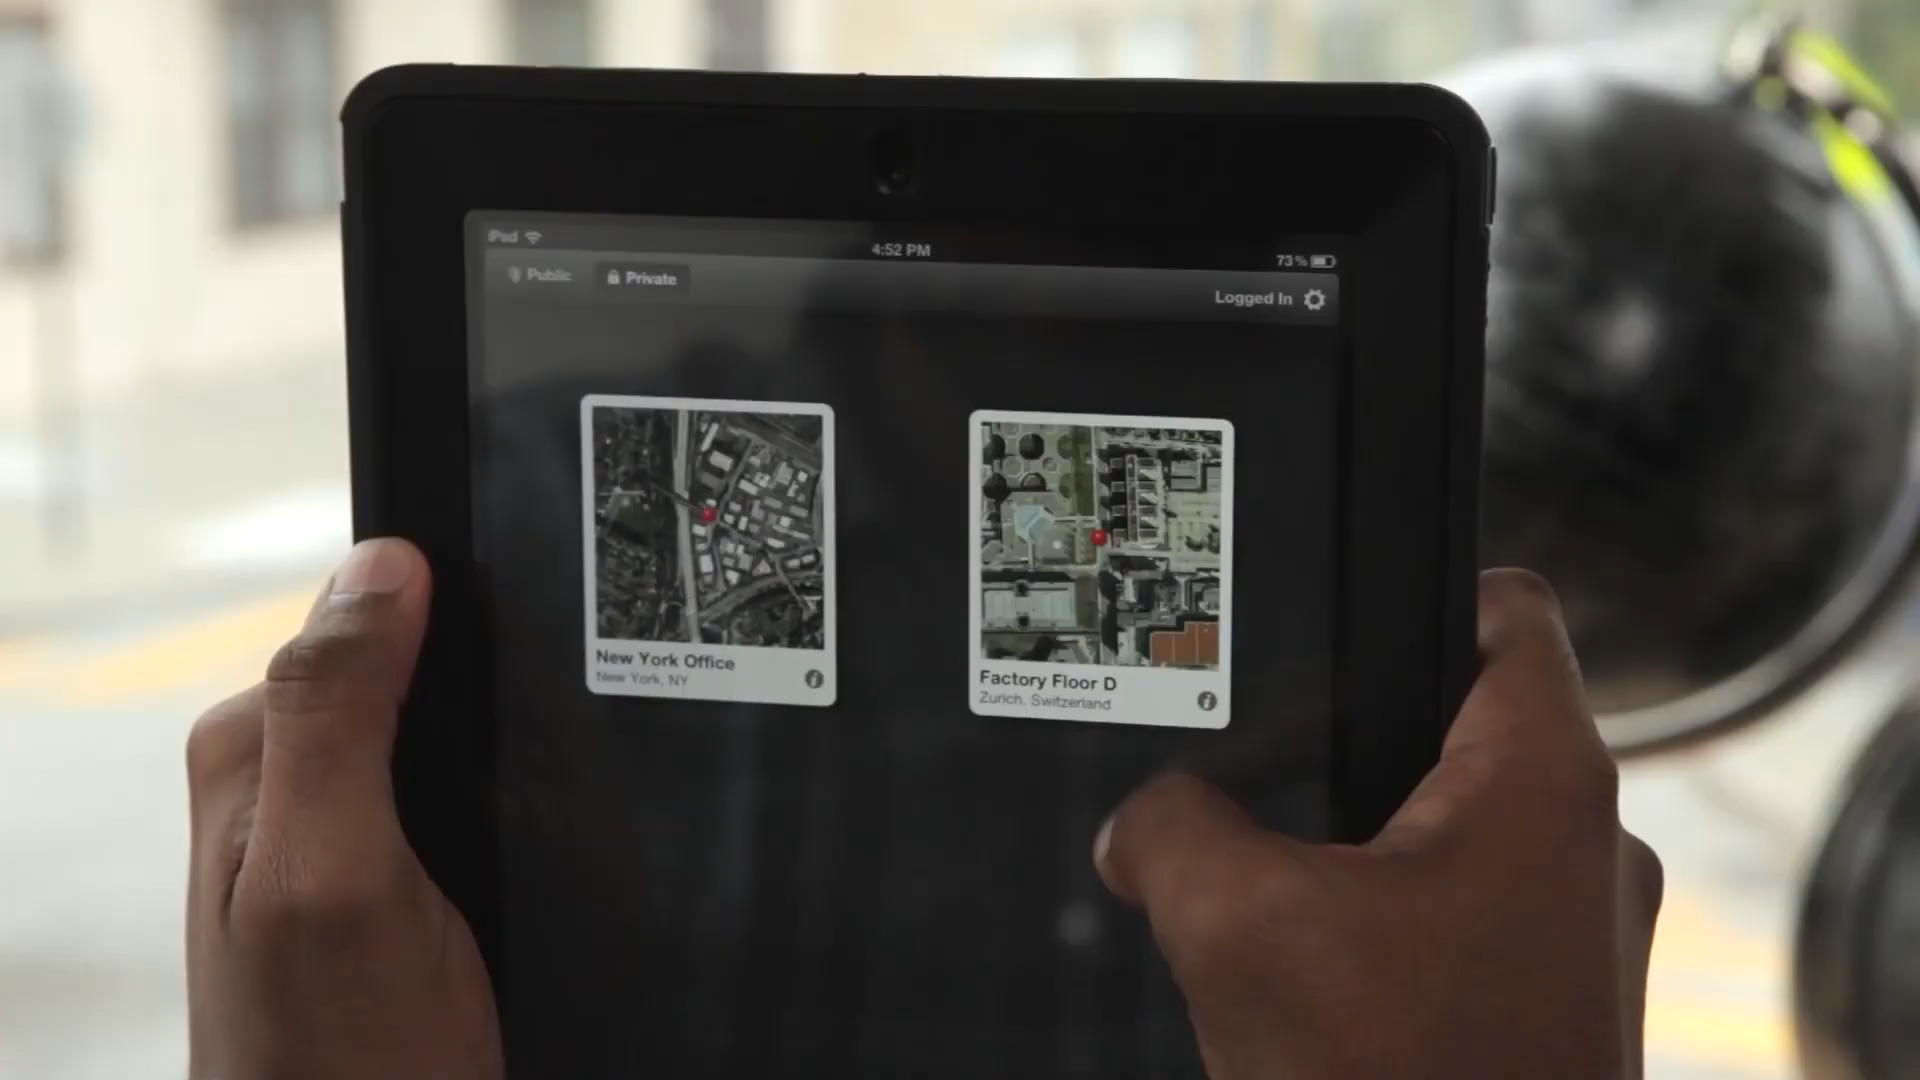 iPad
4:52 PM
73%
Public
Private
Logged In
New York Office
New York, NY
Factory Floor D
Zurich, Switzerland